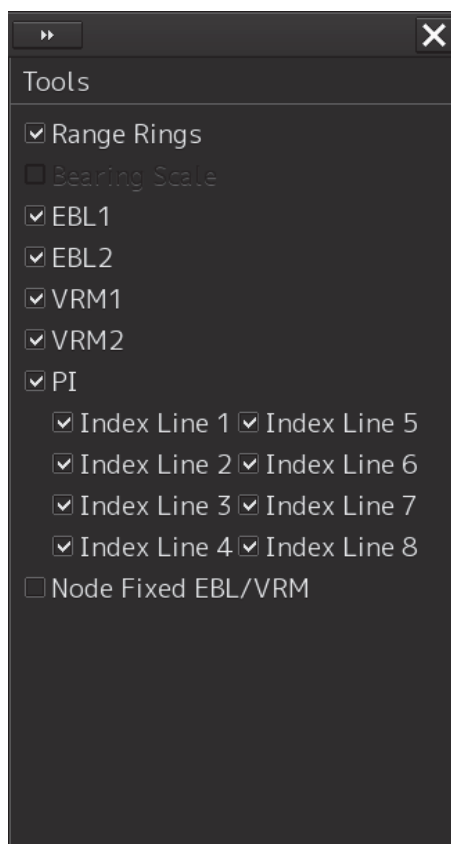 Tools
Range Rings
Bearing Scale
EBL1
EBL2
VRM1
VRM2
PI
Index Line 1 Index Line 5
Index Line 2 Index Line 6
Index Line 3 Index Line 7
Index Line 4 Index Line 8
Node Fixed EBL/VRM